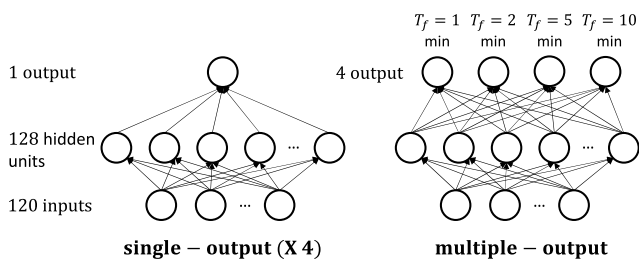 T_f = 1 T_f = 2 T_f = 5 T_f = 10
min min min min
1 output
4 output
128 hidden
units
...
...
120 inputs
...
...
single − output (X 4)
multiple − output